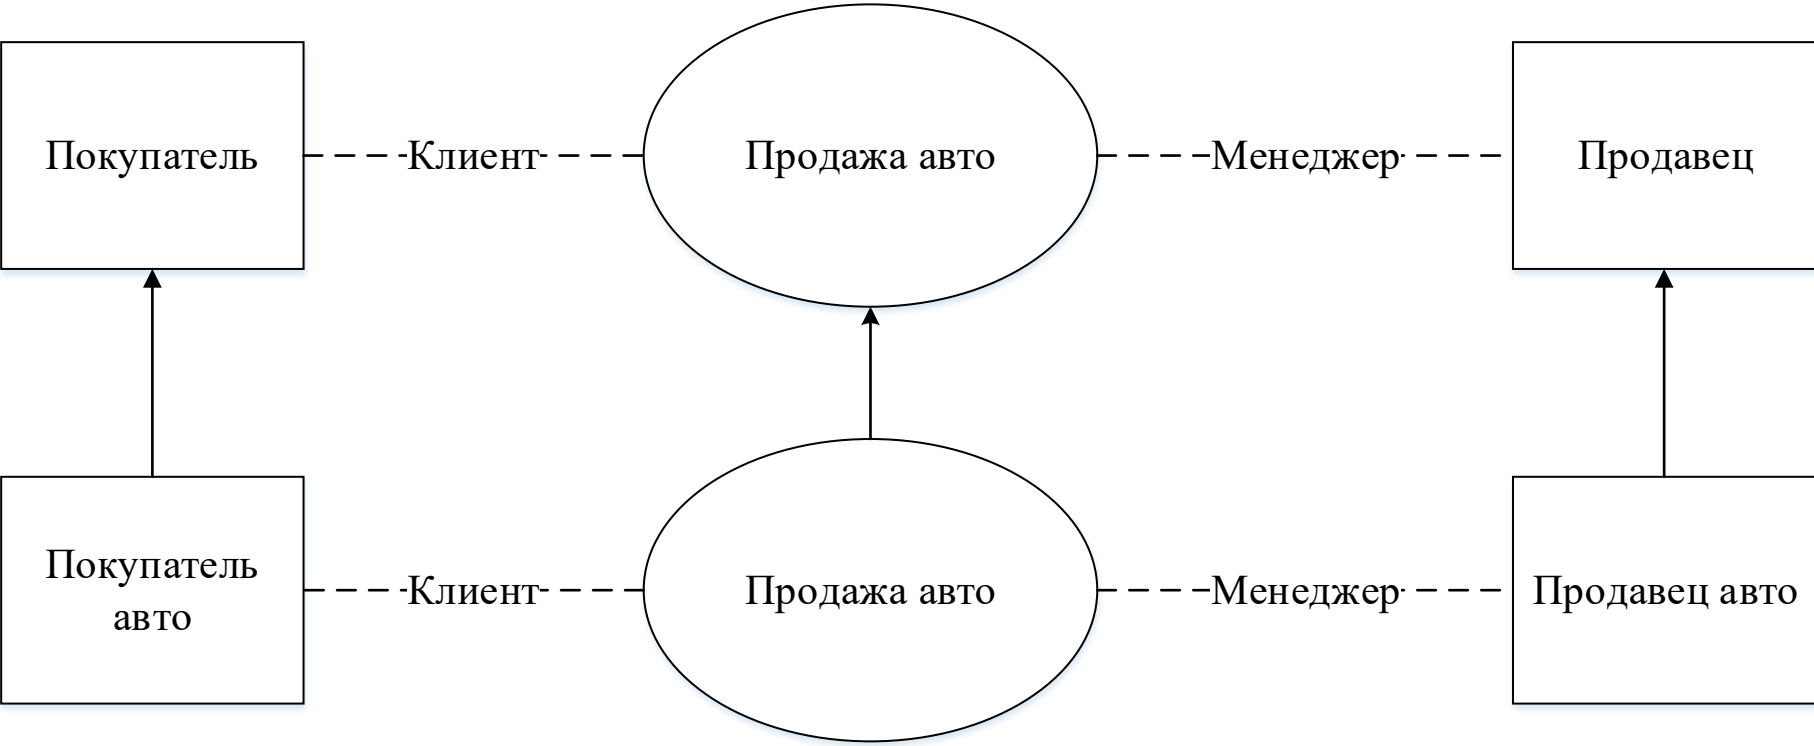 Покупатель
Клиент
Продажа авто
Менеджер
Продавец
Покупатель
авто
Клиент
Продажа авто
Менеджер
Продавец авто